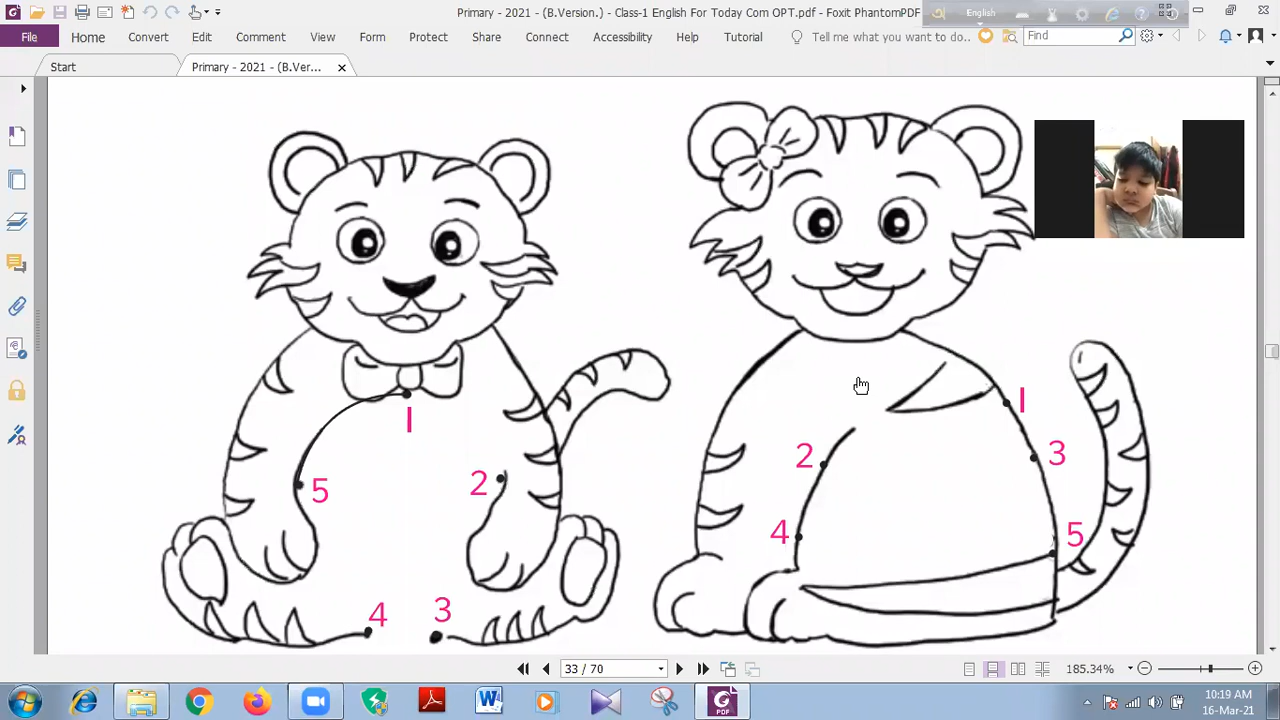 Primary - 2021 - (B.Version.) - Class-1 English For Today
on OPT.pdf - Foxit PhantomPDF
English
File Home Convert Edit Comment View Form Protect Share Connect Accessibility Help Tutorial Tell me what you want to do.. Find
Start
Primary - 2021 - (B.Ver...
1
5
2
4
3
1
2
3
4
5
33 / 70
185.34%
PDF
10:19 AM
16-Mar-21